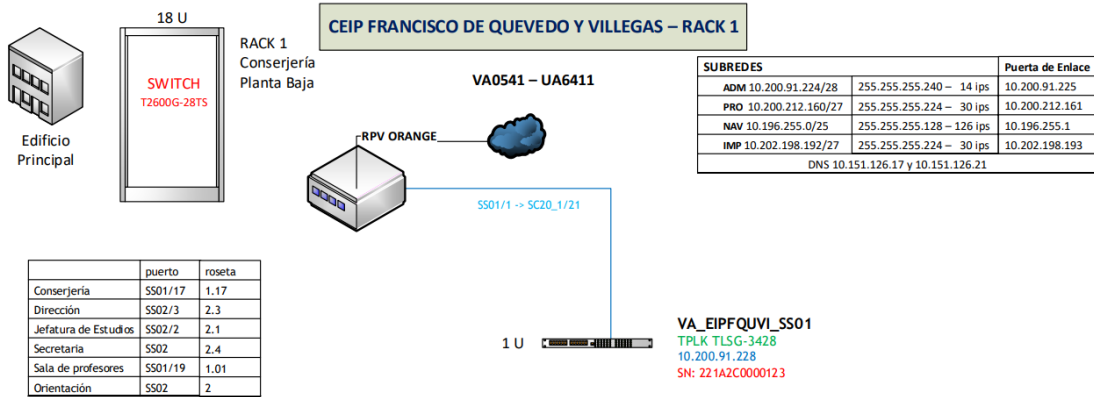 CEIP FRANCISCO DE QUEVEDO Y VILLEGAS – RACK 1
18 U
SWITCH
T2600G-28TS
RACK 1
Conserjería
Planta Baja
Edificio
Principal
VA0541 – UA6411
RPV ORANGE
SS01/1 -> SC20_1/21
SUBREDES Puerta de Enlace
ADM 10.200.91.224/28 255.255.255.240 – 14 ips 10.200.91.225
PRO 10.200.212.160/27 255.255.255.224 – 30 ips 10.200.212.161
NAV 10.196.255.0/25 255.255.255.128 – 126 ips 10.196.255.1
IMP 10.202.198.192/27 255.255.255.224 – 30 ips 10.202.198.193
DNS 10.151.126.17 y 10.151.126.21
puerto roseta
Conserjería SS01/17 1.17
Dirección SS02/3 2.3
Jefatura de Estudios SS02/2 2.1
Secretaria SS02 2.4
Sala de profesores SS01/19 1.01
Orientación SS02 2
1 U
VA_EIPFQUVI_SS01
TPLK TLSG-3428
10.200.91.228
SN: 221A2C0000123